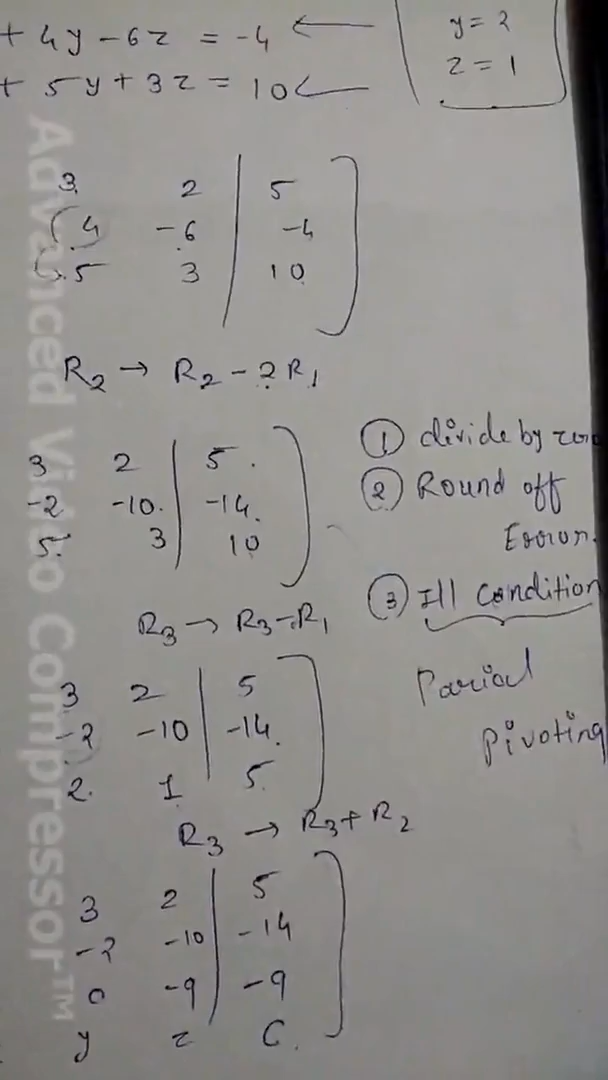 + 4y - 6z = -4 ←
+ 5y + 3z = 10 ←
y = 2
z = 1
3 2 | 5
4 -6 | -4
5 3 | 10
R₂ → R₂ - 2R₁
3 2 | 5
-2 -10 | -14
5 3 | 10
R₃ → R₃ - R₁
3 2 | 5
-2 -10 | -14
2 1 | 5
R₃ → R₃ + R₂
3 2 | 5
-2 -10 | -14
0 -9 | -9
y z C
① divide by zero
② Round off
Error
③ Ill condition
Parial
Pivoting
Advanced Video Compressor™